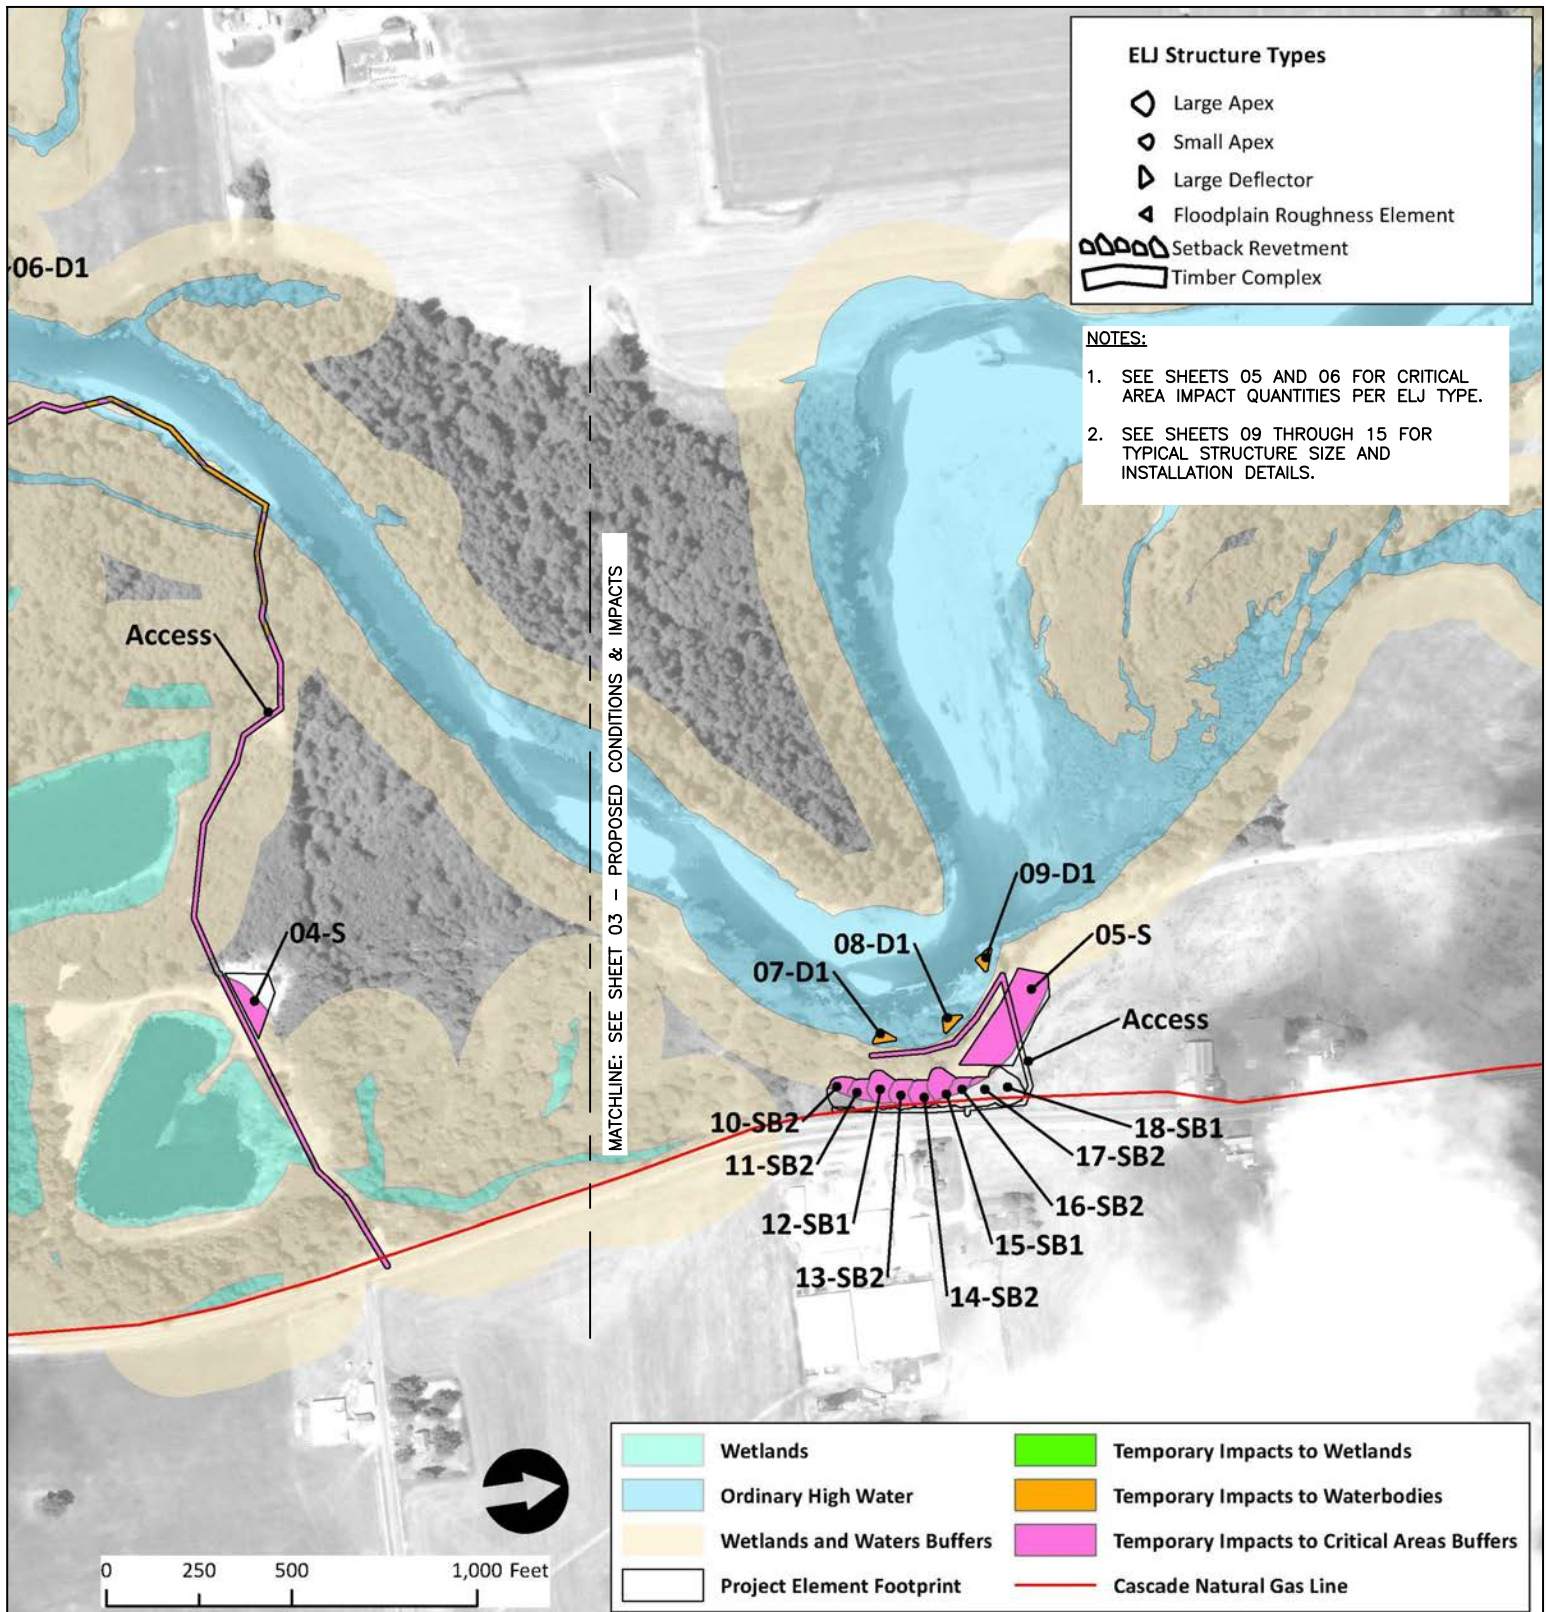 ELJ Structure Types
Large Apex
Small Apex
Large Deflector
Floodplain Roughness Element
Setback Revetment
Timber Complex
NOTES:
1. SEE SHEETS 05 AND 06 FOR CRITICAL
AREA IMPACT QUANTITIES PER ELJ TYPE.
2. SEE SHEETS 09 THROUGH 15 FOR
TYPICAL STRUCTURE SIZE AND
INSTALLATION DETAILS.
06-D1
Access
04-S
MATCHLINE: SEE SHEET 03 – PROPOSED CONDITIONS & IMPACTS
09-D1
08-D1
05-S
07-D1
Access
10-SB2
18-SB1
11-SB2
17-SB2
16-SB2
12-SB1
15-SB1
13-SB2
14-SB2
Wetlands
Ordinary High Water
Wetlands and Waters Buffers
Project Element Footprint
Temporary Impacts to Wetlands
Temporary Impacts to Waterbodies
Temporary Impacts to Critical Areas Buffers
Cascade Natural Gas Line
0 250 500 1,000 Feet